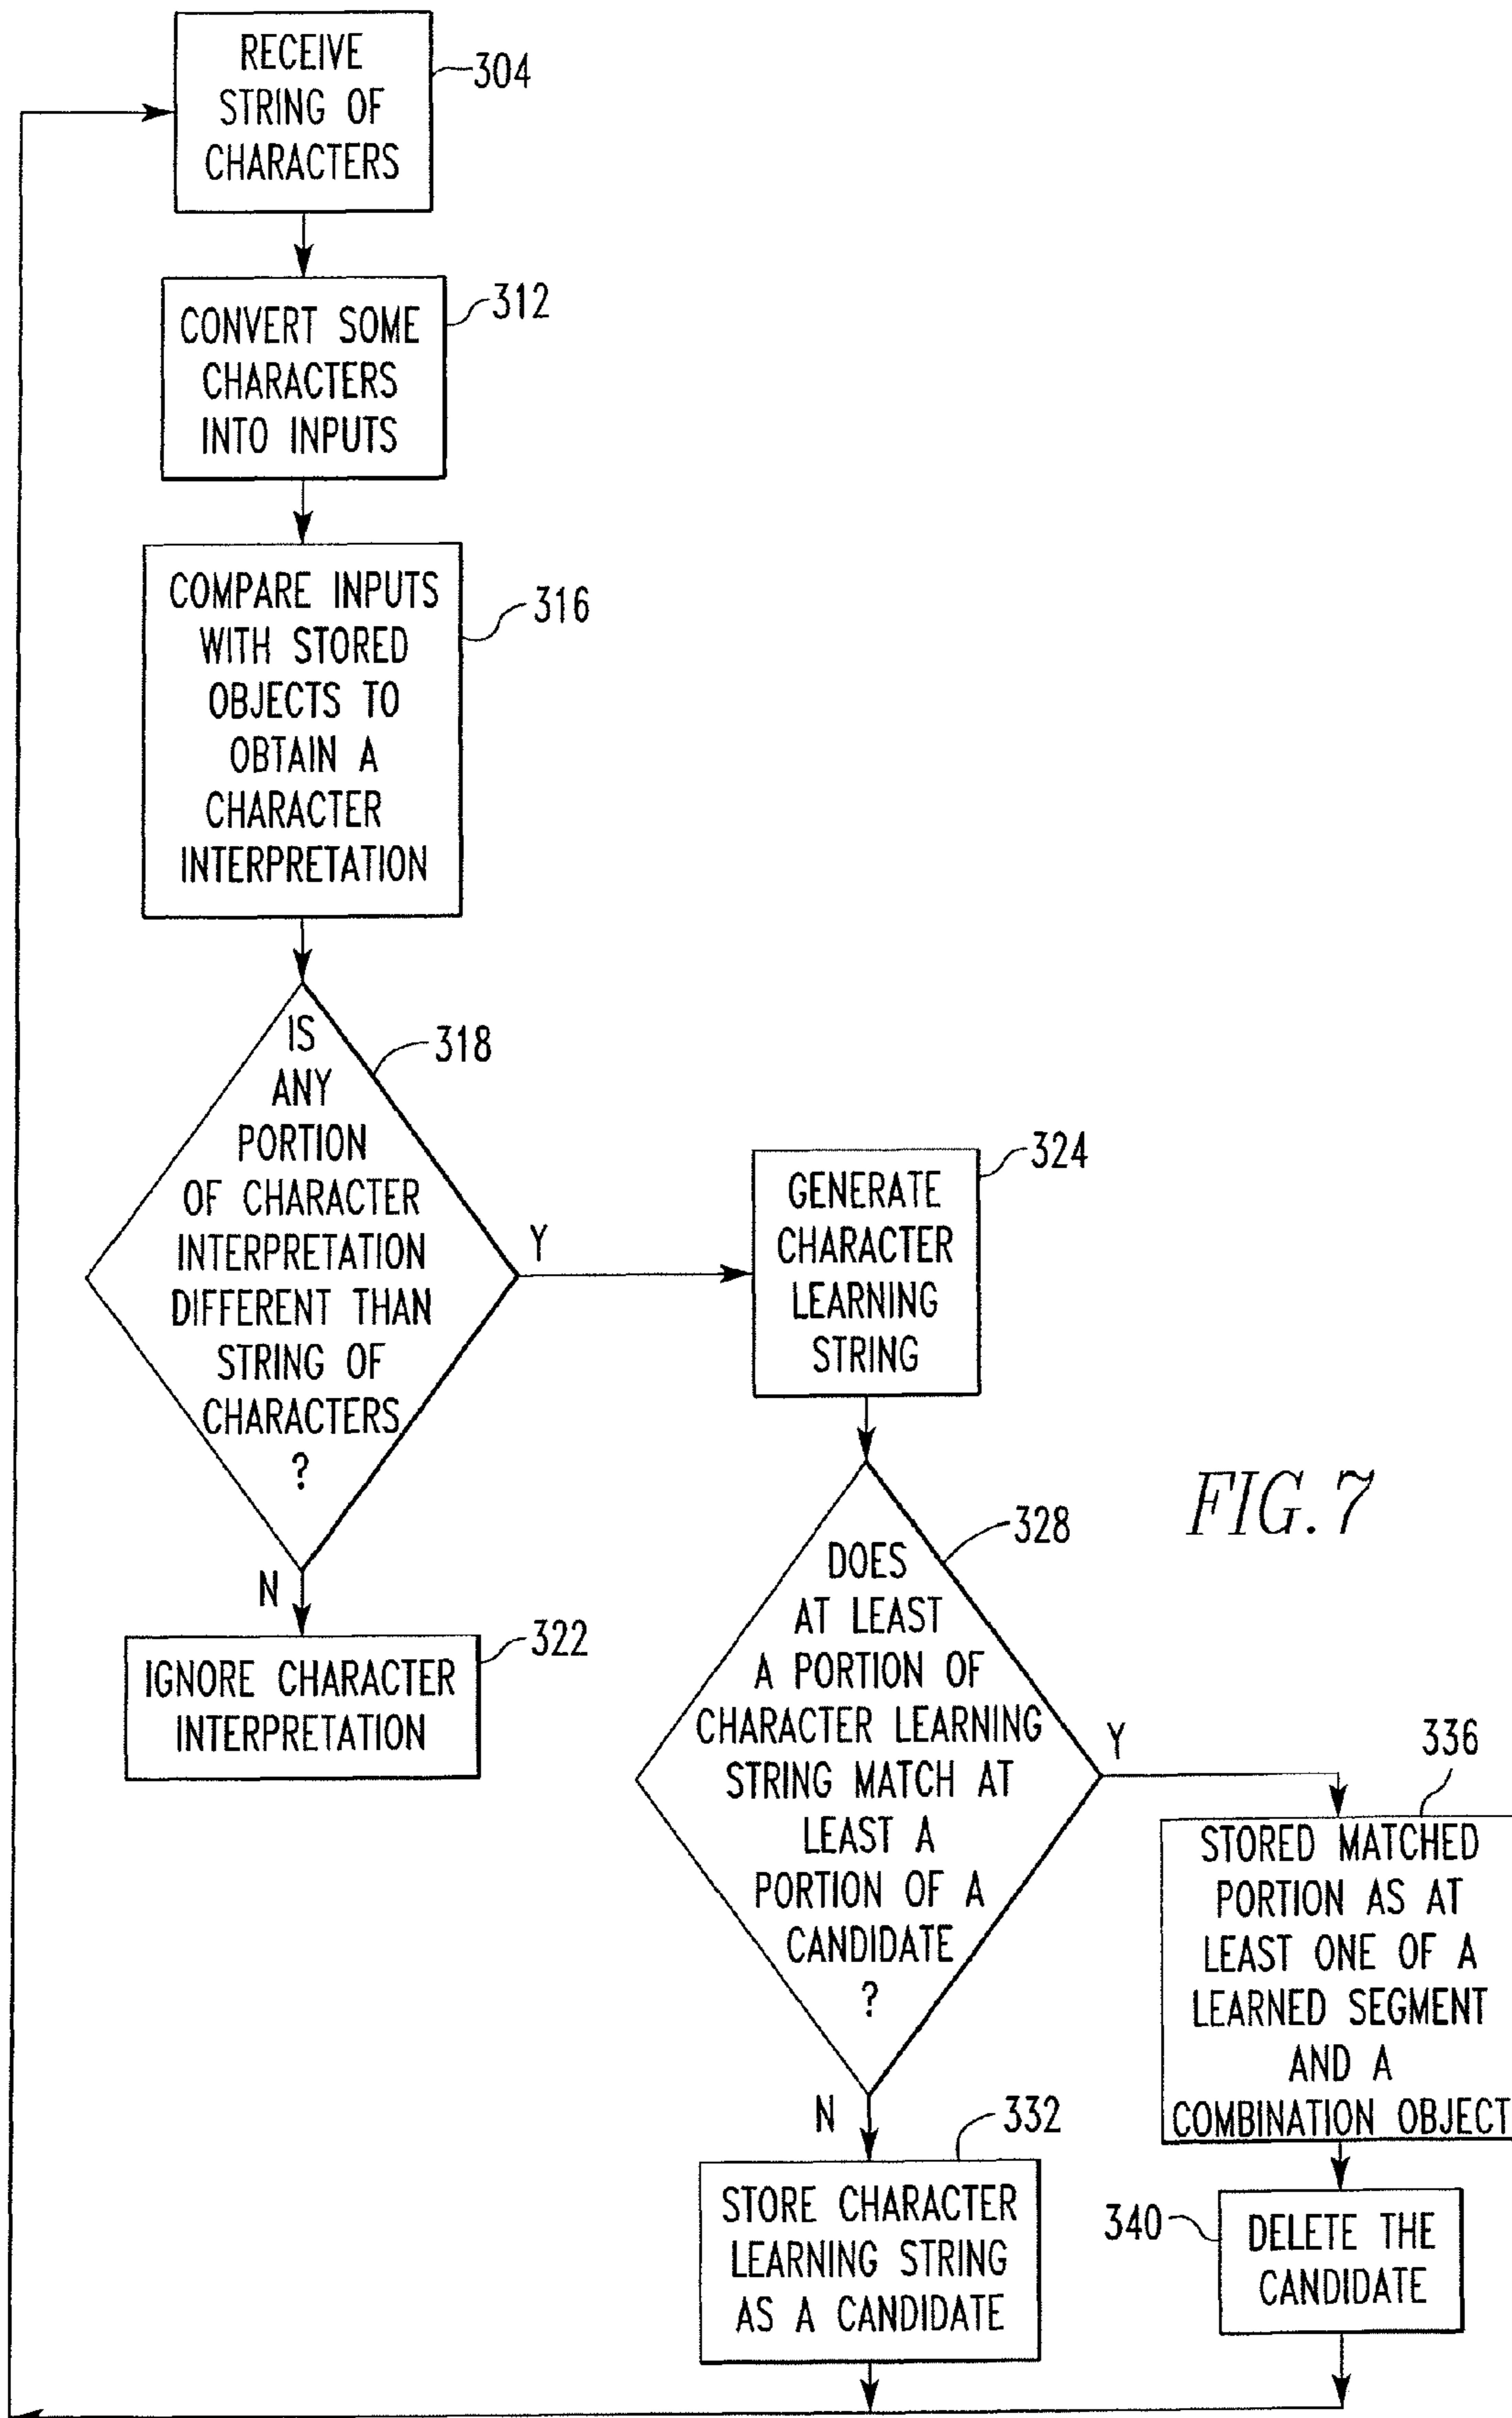 RECEIVE
STRING OF
CHARACTERS
304
CONVERT SOME
CHARACTERS
INTO INPUTS
312
COMPARE INPUTS
WITH STORED
OBJECTS TO
OBTAIN A
CHARACTER
INTERPRETATION
316
IS
ANY
PORTION
OF CHARACTER
INTERPRETATION
DIFFERENT THAN
STRING OF
CHARACTERS
?
318
Y
N
IGNORE CHARACTER
INTERPRETATION
322
GENERATE
CHARACTER
LEARNING
STRING
324
DOES
AT LEAST
A PORTION OF
CHARACTER LEARNING
STRING MATCH AT
LEAST A
PORTION OF A
CANDIDATE
?
328
Y
N
STORE CHARACTER
LEARNING STRING
AS A CANDIDATE
332
STORED MATCHED
PORTION AS AT
LEAST ONE OF A
LEARNED SEGMENT
AND A
COMBINATION OBJECT
336
DELETE THE
CANDIDATE
340
FIG. 7